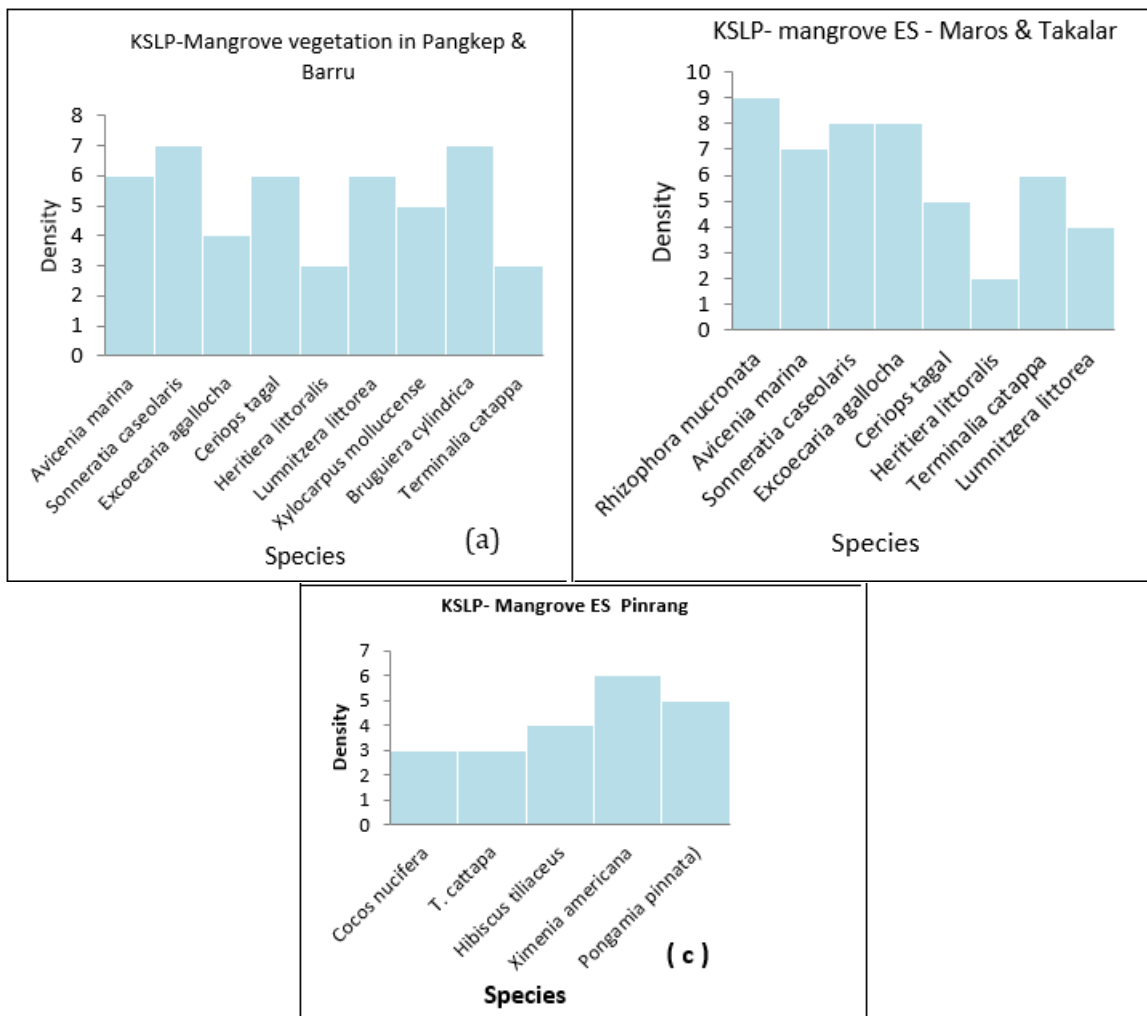 KSLP-Mangrove vegetation in Pangkep &
Barru
8
7
6
5
4
3
2
1
0
Density
Avicenia marina
Sonneratia caseolaris
Excoecaria agallocha
Ceriops tagal
Heritiera littoralis
Lumnitzera littorea
Xylocarpus molluccense
Bruguiera cylindrica
Terminalia catappa
Species
(a)
KSLP- mangrove ES - Maros & Takalar
10
9
8
7
6
5
4
3
2
1
0
Density
Rhizophora mucronata
Avicenia marina
Sonneratia caseolaris
Excoecaria agallocha
Ceriops tagal
Heritiera littoralis
Terminalia catappa
Lumnitzera littorea
Species
KSLP- Mangrove ES  Pinrang
7
6
5
4
3
2
1
0
Density
Cocos nucifera
T. cattapa
Hibiscus tiliaceus
Ximenia americana
Pongamia pinnata)
( c )
Species